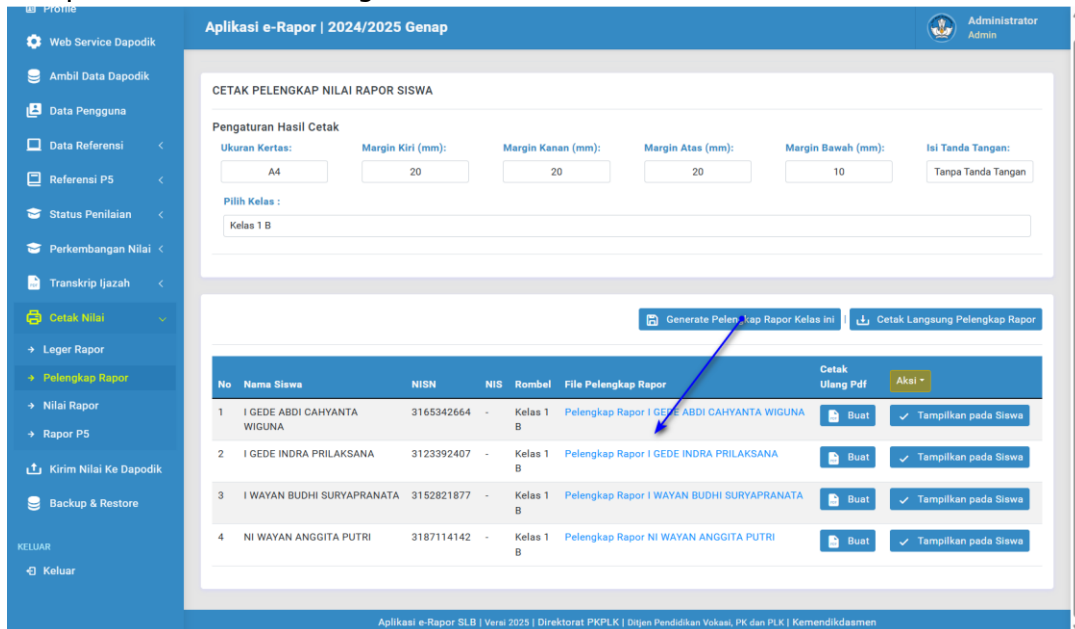 Profile
Web Service Dapodik
Ambil Data Dapodik
Data Pengguna
Data Referensi
Referensi P5
Status Penilaian
Perkembangan Nilai
Transkrip Ijazah
Cetak Nilai
Leger Rapor
Pelengkap Rapor
Nilai Rapor
Rapor P5
Kirim Nilai Ke Dapodik
Backup & Restore
KELUAR
Keluar
Aplikasi e-Rapor | 2024/2025 Genap
Administrator
Admin
CETAK PELENGKAP NILAI RAPOR SISWA
Pengaturan Hasil Cetak
Ukuran Kertas: Margin Kiri (mm): Margin Kanan (mm): Margin Atas (mm): Margin Bawah (mm): Isi Tanda Tangan:
A4 20 20 20 10 Tanpa Tanda Tangan
Pilih Kelas :
Kelas 1 B
Generate Pelengkap Rapor Kelas ini | Cetak Langsung Pelengkap Rapor
No Nama Siswa NISN NIS Rombel File Pelengkap Rapor Cetak Ulang Pdf Aksi
1 I GEDE ABDI CAHYANTA WIGUNA 3165342664 - Kelas 1 B Pelengkap Rapor I GEDE ABDI CAHYANTA WIGUNA Buat Tampilkan pada Siswa
2 I GEDE INDRA PRILAKSANA 3123392407 - Kelas 1 B Pelengkap Rapor I GEDE INDRA PRILAKSANA Buat Tampilkan pada Siswa
3 I WAYAN BUDHI SURYAPRANATA 3152821877 - Kelas 1 B Pelengkap Rapor I WAYAN BUDHI SURYAPRANATA Buat Tampilkan pada Siswa
4 NI WAYAN ANGGITA PUTRI 3187114142 - Kelas 1 B Pelengkap Rapor NI WAYAN ANGGITA PUTRI Buat Tampilkan pada Siswa
Aplikasi e-Rapor SLB | Versi 2025 | Direktorat PKPLK | Ditjen Pendidikan Vokasi, PK dan PLK | Kemendikdasmen